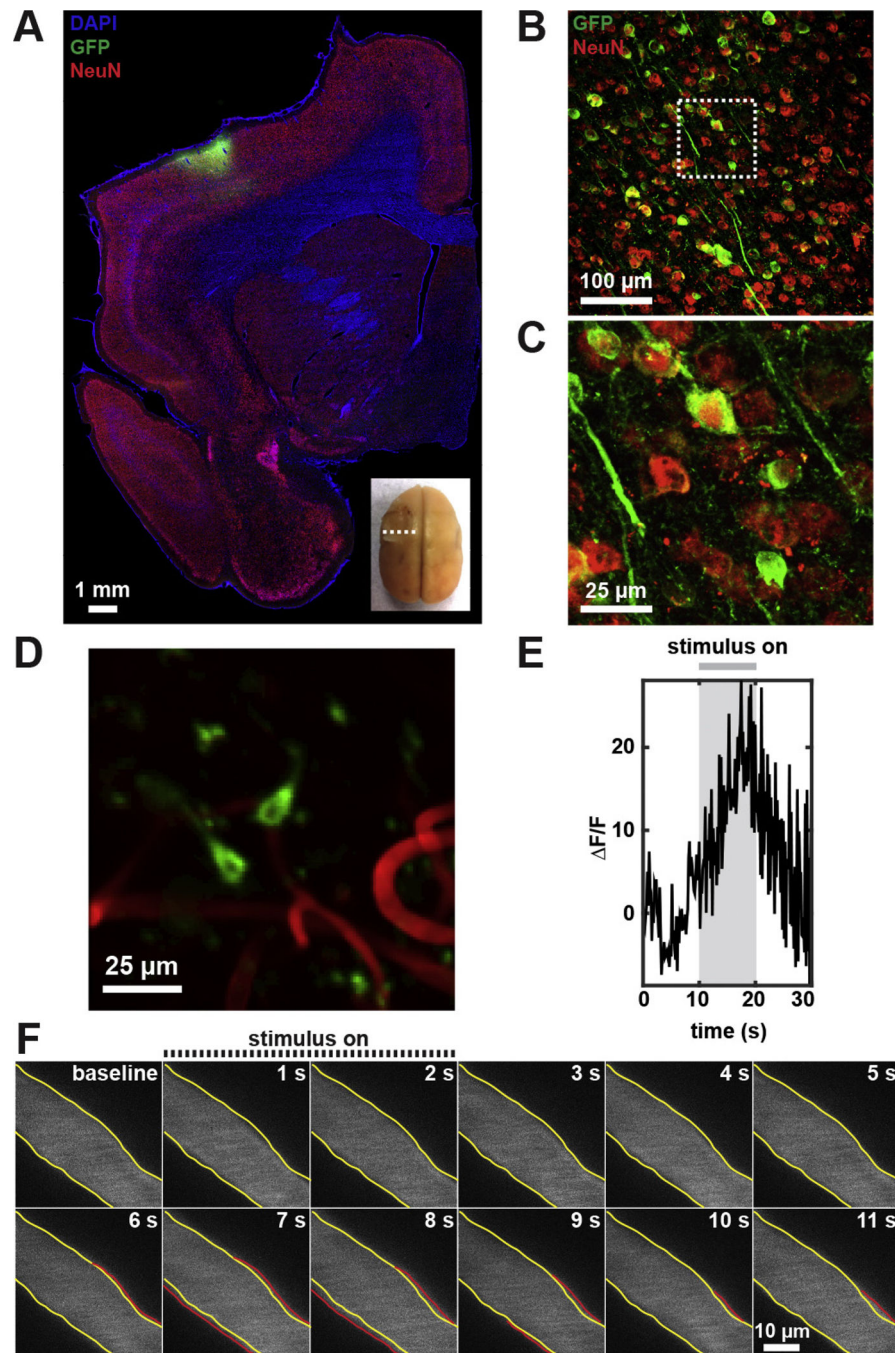 A
DAPI
GFP
NeuN
1 mm
B
GFP
NeuN
100 µm
C
25 µm
D
25 µm
E
stimulus on
ΔF/F
20
10
0
0 10 20 30
time (s)
F
stimulus on
baseline 1 s 2 s 3 s 4 s 5 s
6 s 7 s 8 s 9 s 10 s 11 s
10 µm